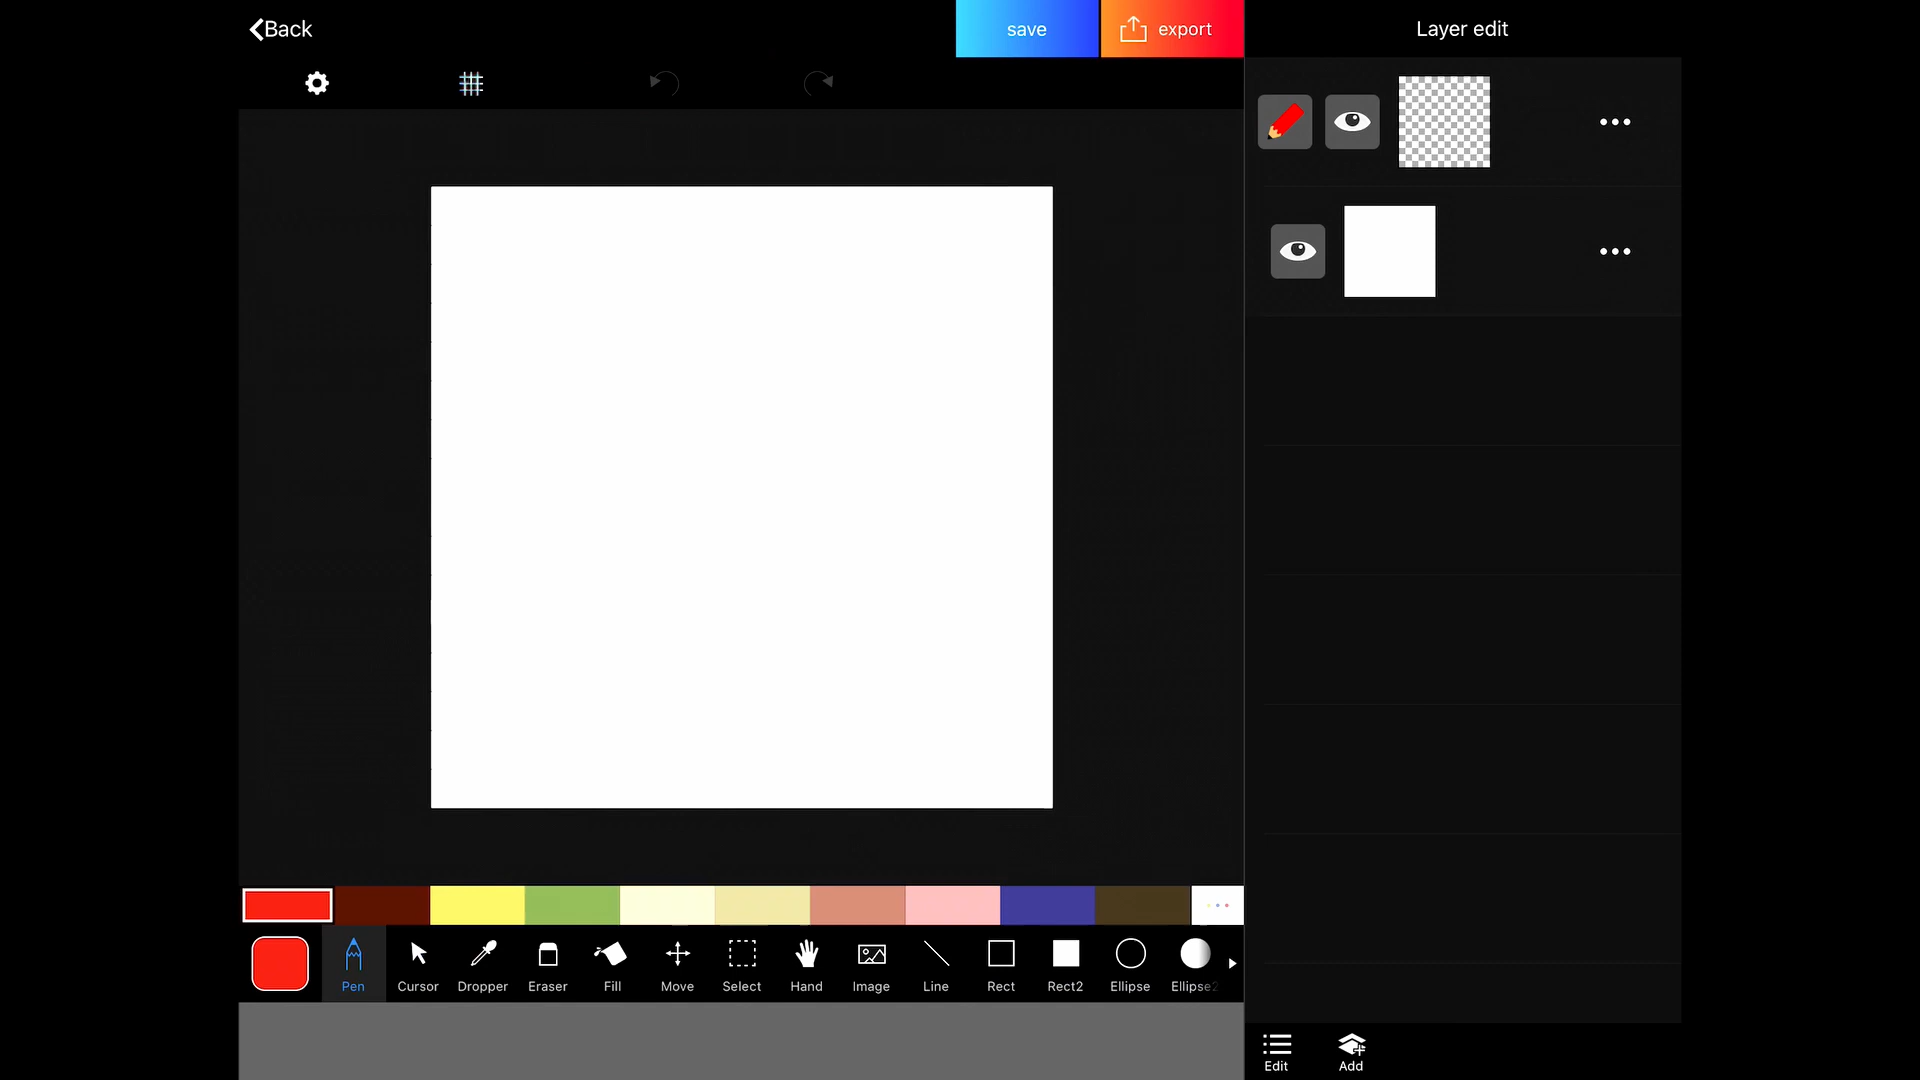 Back
save
export
Layer edit
Pen
Cursor
Dropper
Eraser
Fill
Move
Select
Hand
Image
Line
Rect
Rect2
Ellipse
Ellipse2
Edit
Add